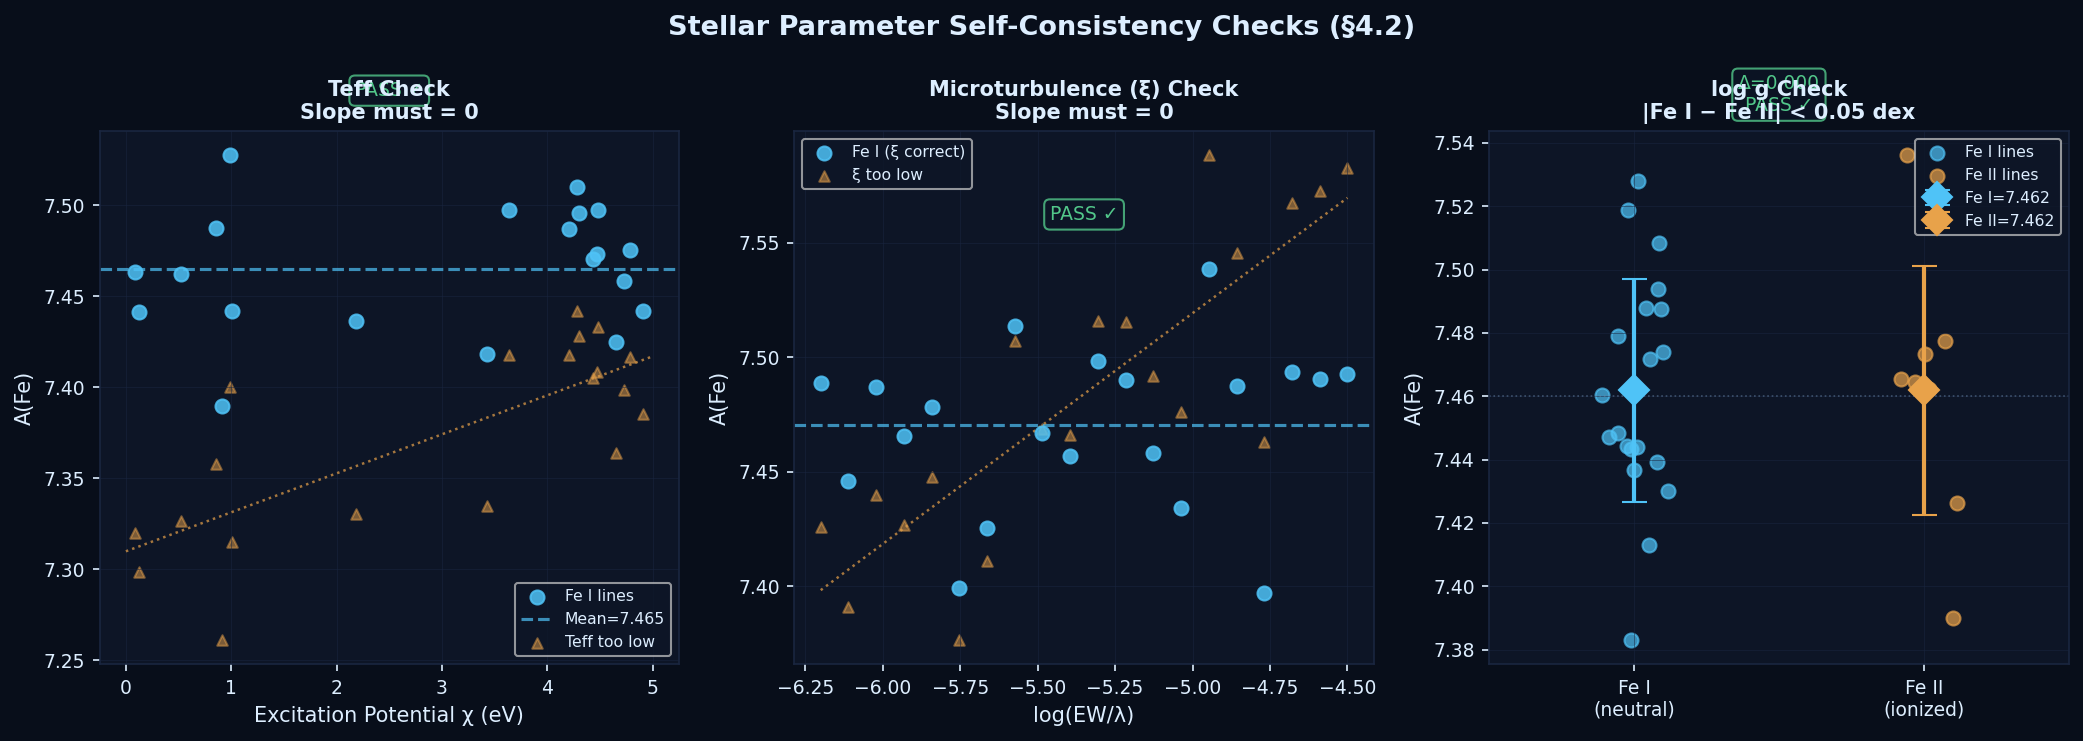 Stellar Parameter Self-Consistency Checks (§4.2)
Teff Check
Slope must = 0
PASS
A(Fe)
7.50
7.45
7.40
7.35
7.30
7.25
0 1 2 3 4 5
Excitation Potential χ (eV)
Fe I lines
Mean=7.465
Teff too low
Microturbulence (ξ) Check
Slope must = 0
Fe I (ξ correct)
ξ too low
PASS ✓
A(Fe)
7.55
7.50
7.45
7.40
−6.25 −6.00 −5.75 −5.50 −5.25 −5.00 −4.75 −4.50
log(EW/λ)
log g Check
|Fe I − Fe II| < 0.05 dex
Δ=0.000
PASS ✓
Fe I lines
Fe II lines
Fe I=7.462
Fe II=7.462
A(Fe)
7.54
7.52
7.50
7.48
7.46
7.44
7.42
7.40
7.38
Fe I
(neutral)
Fe II
(ionized)